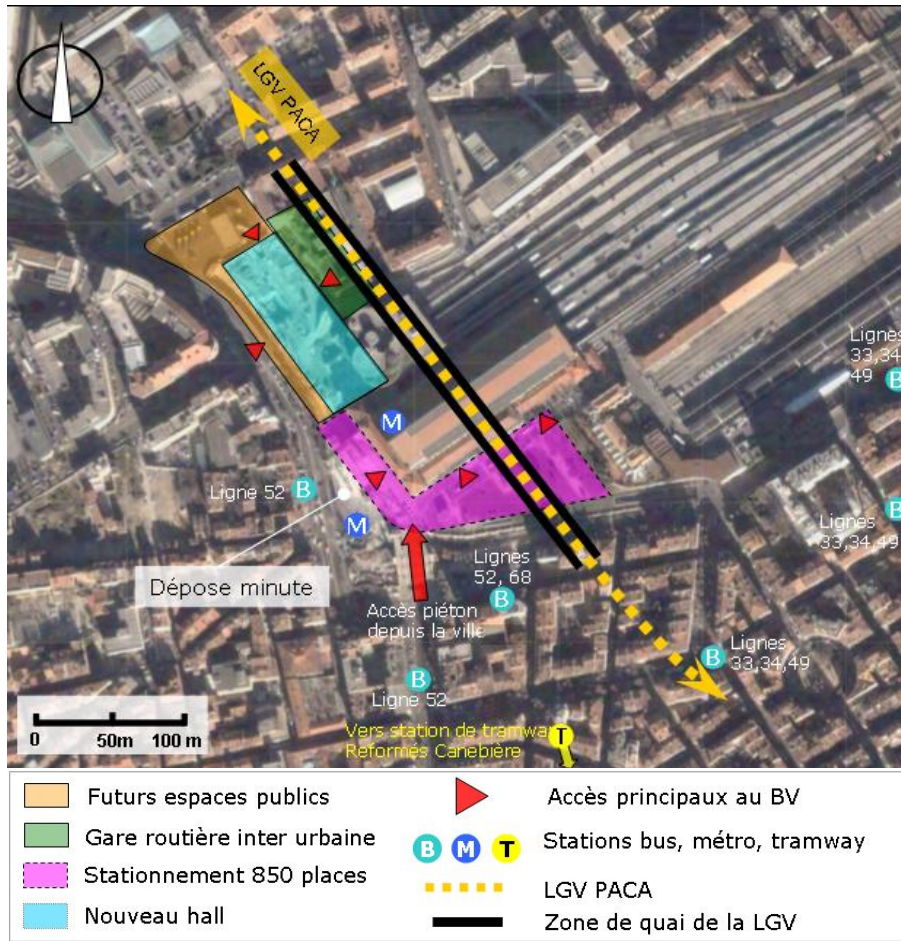 LGV PACA
Lignes
33,34
49
M
B
Ligne 52
B
M
B
Lignes
33,34,49
Dépose minute
Lignes
52, 68
B
Accès piéton
depuis la ville
B
Lignes
33,34,49
B
Ligne 52
Vers station de tramway
Reformés Canebière
T
0
50m
100 m
Futurs espaces publics
Gare routière inter urbaine
Stationnement 850 places
Nouveau hall
Accès principaux au BV
B M T
Stations bus, métro, tramway
LGV PACA
Zone de quai de la LGV